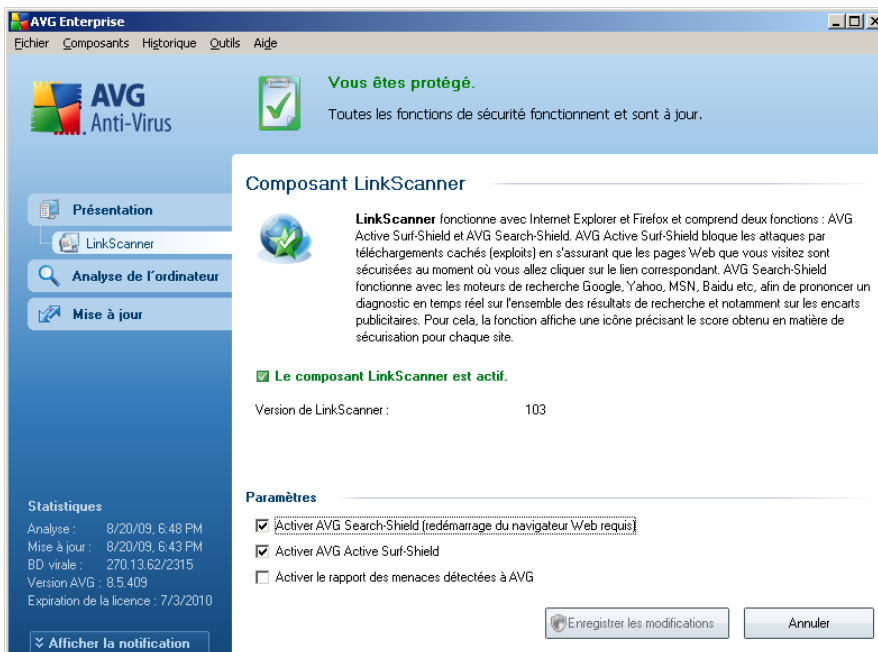 AVG Enterprise
Fichier Composants Historique Outils Aide
AVG
Anti-Virus
Vous êtes protégé.
Toutes les fonctions de sécurité fonctionnent et sont à jour.
Présentation
LinkScanner
Analyse de l'ordinateur
Mise à jour
Composant LinkScanner
LinkScanner fonctionne avec Internet Explorer et Firefox et comprend deux fonctions : AVG
Active Surf-Shield et AVG Search-Shield. AVG Active Surf-Shield bloque les attaques par
téléchargements cachés (exploits) en s'assurant que les pages Web que vous visitez sont
sécurisées au moment où vous allez cliquer sur le lien correspondant. AVG Search-Shield
fonctionne avec les moteurs de recherche Google, Yahoo, MSN, Baidu etc, afin de prononcer un
diagnostic en temps réel sur l'ensemble des résultats de recherche et notamment sur les encarts
publicitaires. Pour cela, la fonction affiche une icône précisant le score obtenu en matière de
sécurisation pour chaque site.
Le composant LinkScanner est actif.
Version de LinkScanner : 103
Paramètres
Activer AVG Search-Shield (redémarrage du navigateur Web requis)
Activer AVG Active Surf-Shield
Activer le rapport des menaces détectées à AVG
Enregistrer les modifications
Annuler
Statistiques
Analyse : 8/20/09, 6:48 PM
Mise à jour : 8/20/09, 6:43 PM
BD virale : 270.13.62/2315
Version AVG : 8.5.409
Expiration de la licence : 7/3/2010
Afficher la notification